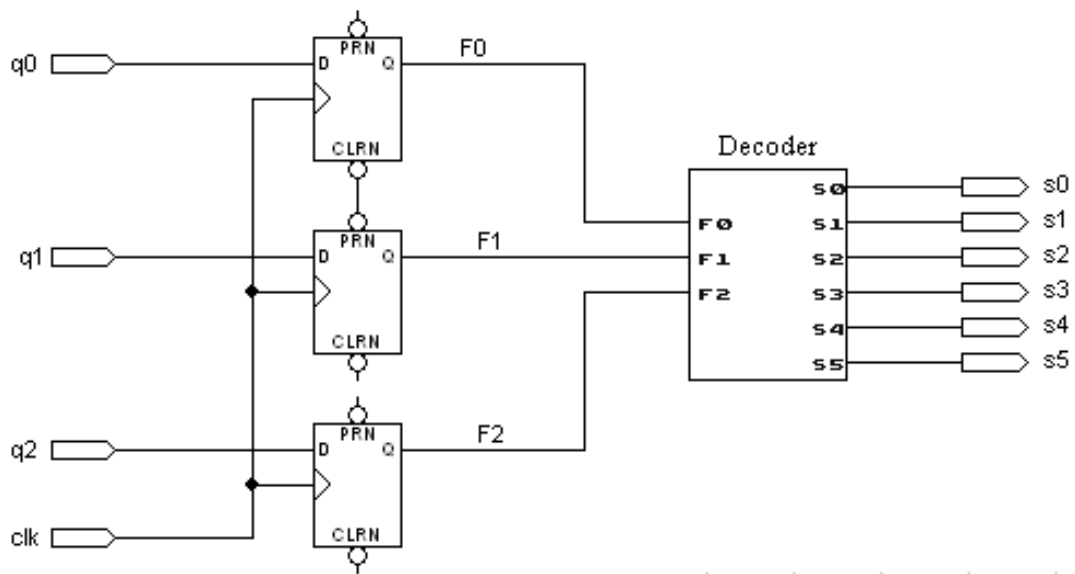 q0
PRN
D Q
CLRN
F0
q1
PRN
D Q
CLRN
F1
q2
PRN
D Q
CLRN
F2
clk
Decoder
F0
F1
F2
S0
S1
S2
S3
S4
S5
s0
s1
s2
s3
s4
s5